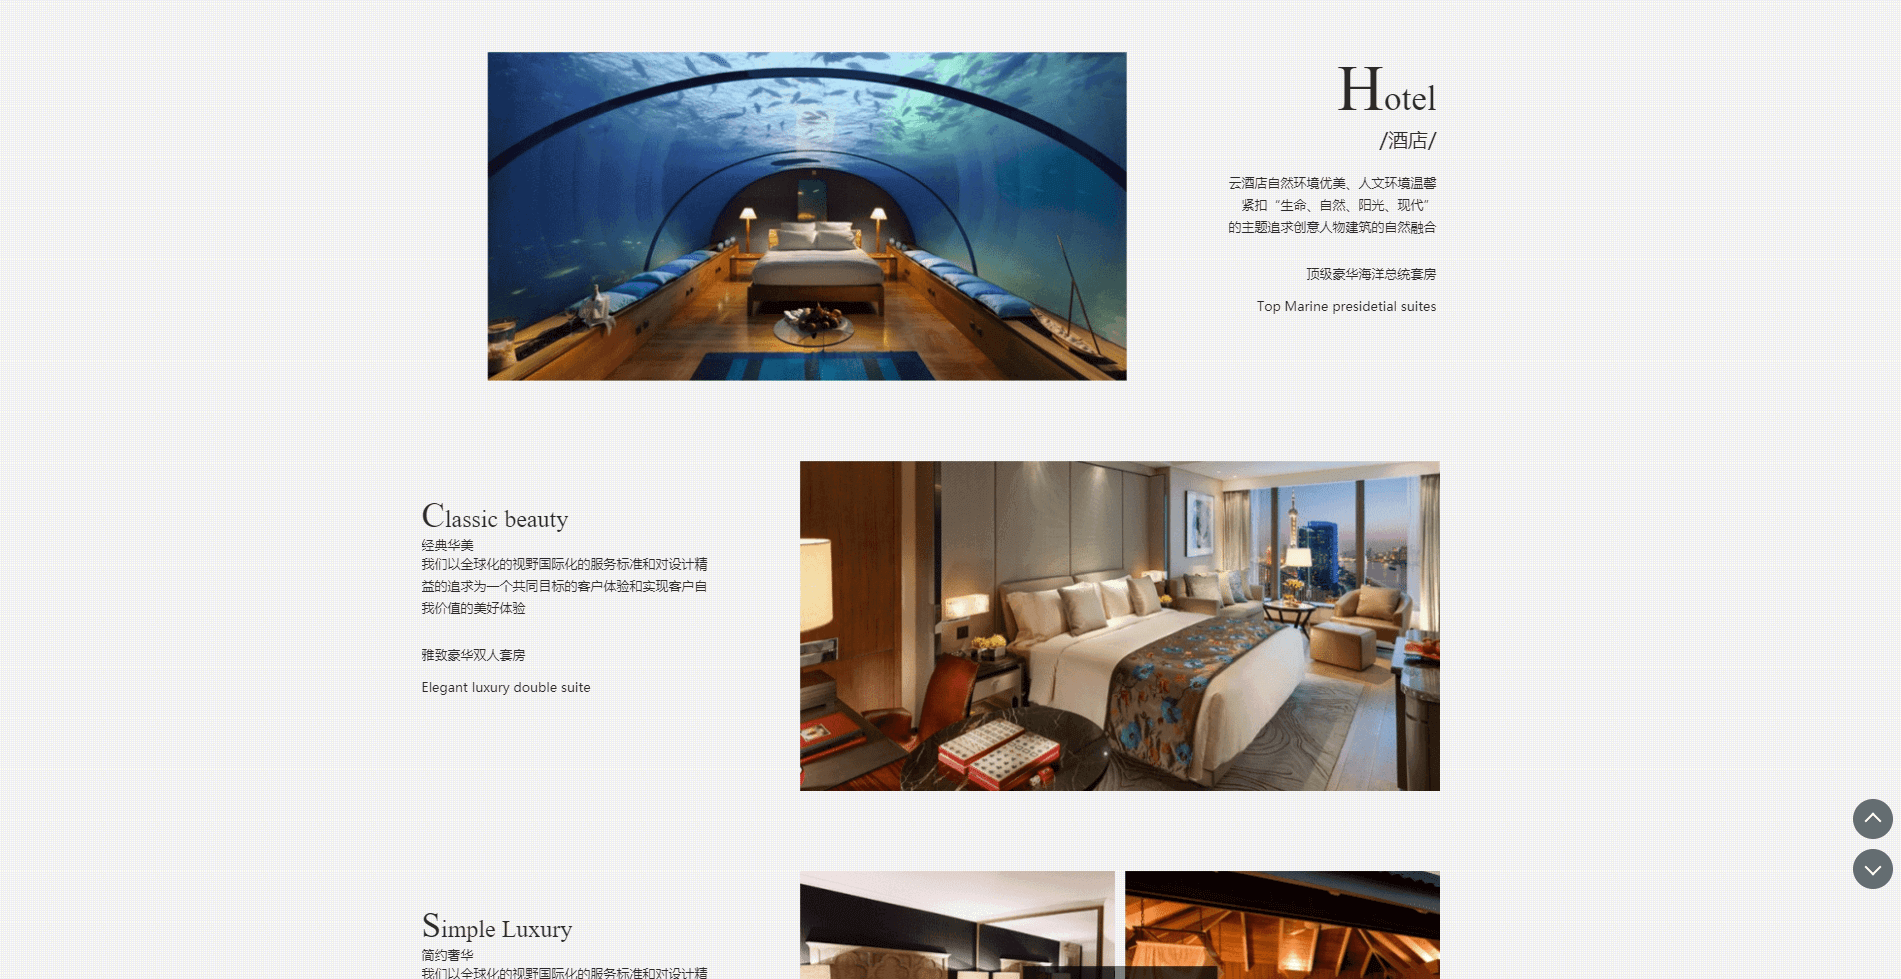 Hotel
/酒店/
云酒店自然环境优美、人文环境温馨
紧扣“生命、自然、阳光、现代”
的主题追求创意人物建筑的自然融合
顶级豪华海洋总统套房
Top Marine presidetial suites
Classic beauty
经典华美
我们以全球化的视野国际化的服务标准和对设计精
益的追求为一个共同目标的客户体验和实现客户自
我价值的美好体验
雅致豪华双人套房
Elegant luxury double suite
Simple Luxury
简约奢华
我们以全球化的视野国际化的服务标准和对设计精